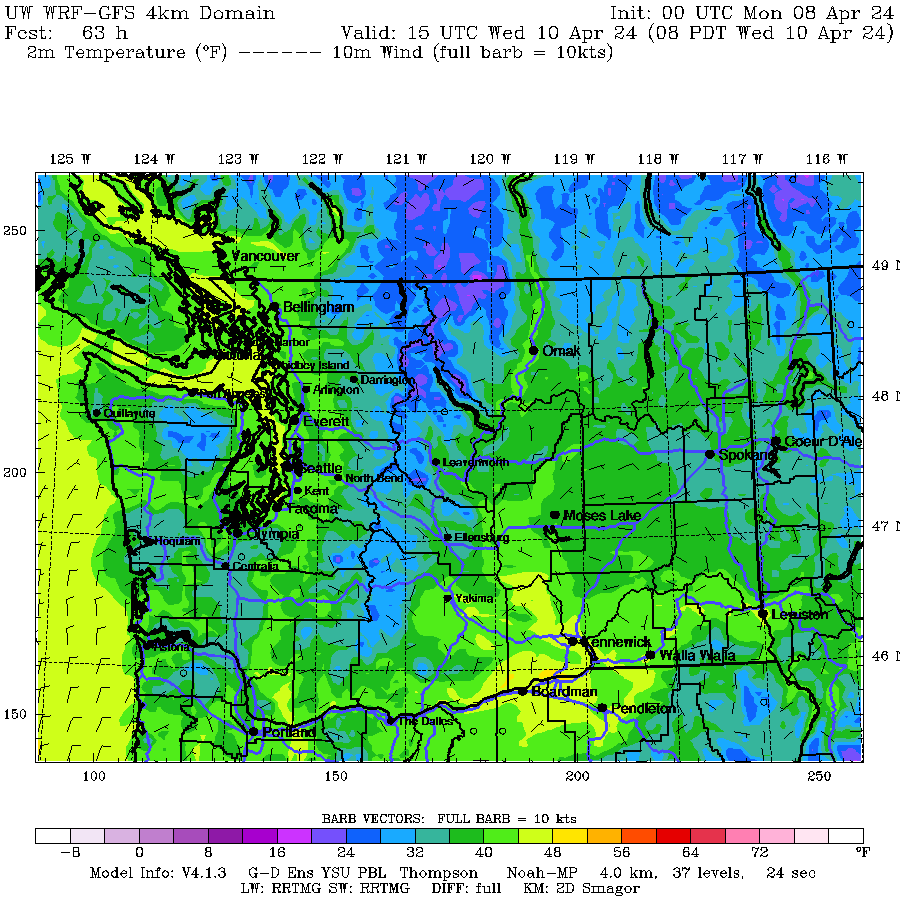 UW WRF-GFS 4km Domain Init: 00 UTC Mon 08 Apr 24
Fcst: 63 h Valid: 15 UTC Wed 10 Apr 24 (08 PDT Wed 10 Apr 24)
2m Temperature (°F) ------ 10m Wind (full barb = 10kts)
125 W 124 W 123 W 122 W 121 W 120 W 119 W 118 W 117 W 116 W
250
Vancouver
49 N
Bellingham
Harbor
Omak
Whidbey Island
Darrington
Arlington
48 N
Quillayute
Everett
Coeur D'Ale
Spokane
Leavenworth
200
Seattle
North Bend
Kent
Tacoma
Moses Lake
47 N
Olympia
Ellensburg
Hoquiam
Centralia
Yakima
Lewiston
Kennewick
Astoria
Walla Walla
46 N
Boardman
Pendleton
150
The Dalles
Portland
100 150 200 250
BARB VECTORS: FULL BARB = 10 kts
-8 0 8 16 24 32 40 48 56 64 72 °F
Model Info: V4.1.3 G-D Ens YSU PBL Thompson Noah-MP 4.0 km, 37 levels, 24 sec
LW: RRTMG SW: RRTMG DIFF: full KM: 2D Smagor